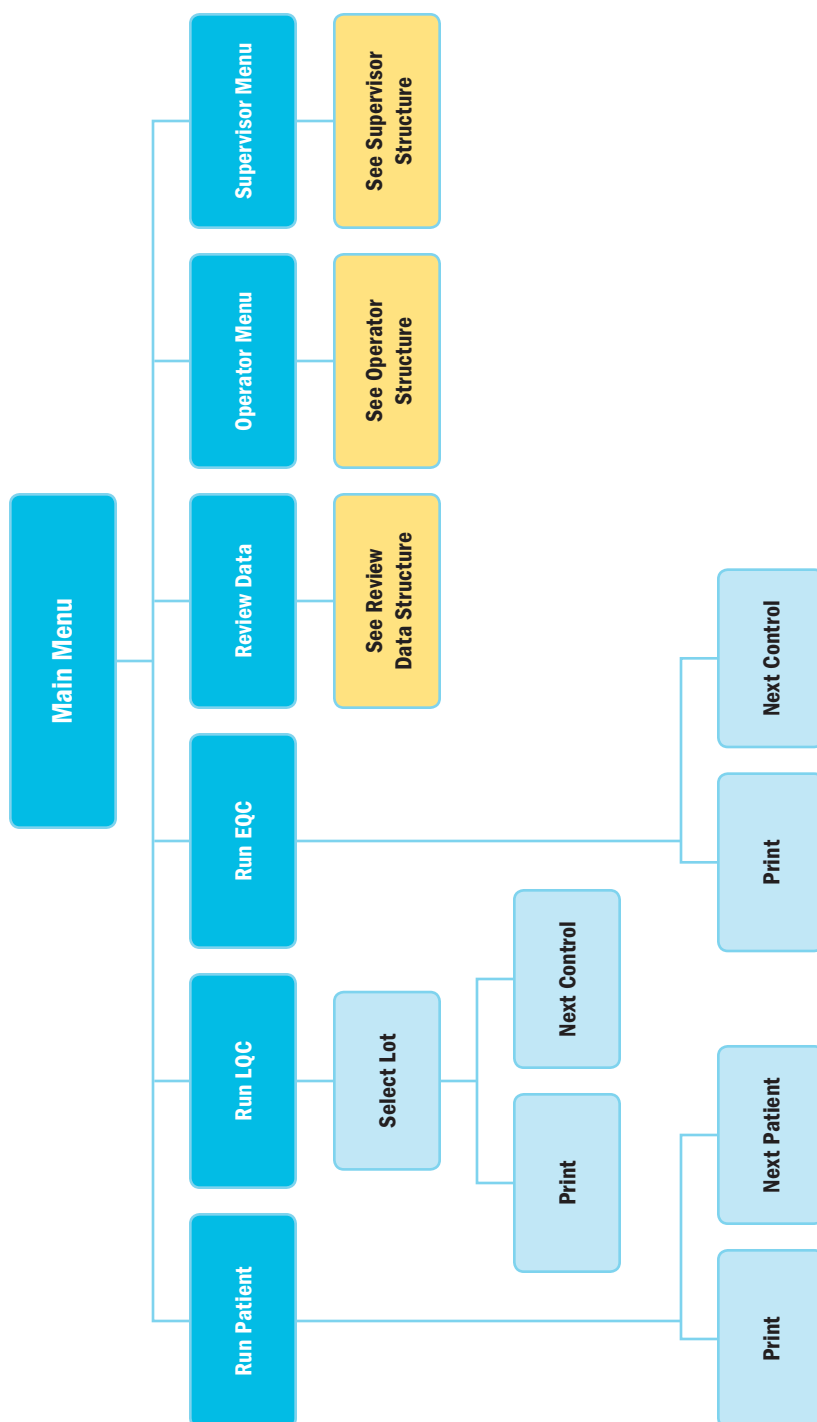 Main Menu
Run Patient
Run LQC
Run EQC
Review Data
Operator Menu
Supervisor Menu
Select Lot
See Review
Data Structure
See Operator
Structure
See Supervisor
Structure
Print
Next Control
Print
Next Patient
Print
Next Control